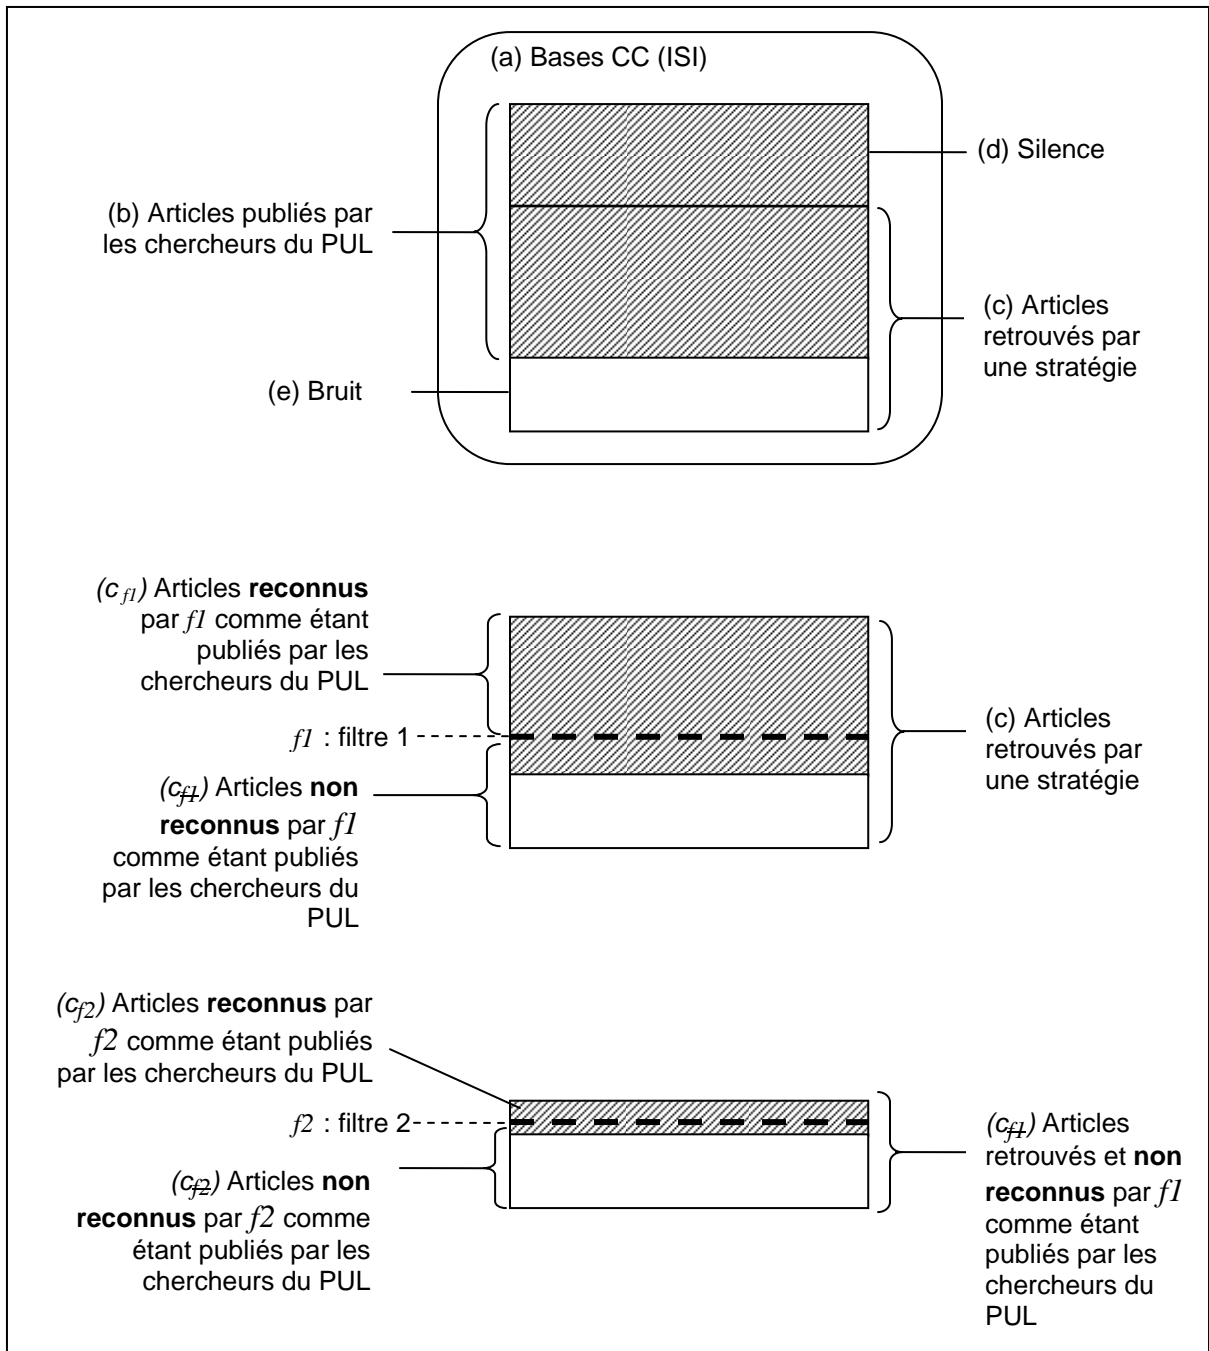 (a) Bases CC (ISI)
(d) Silence
(b) Articles publiés par
les chercheurs du PUL
(c) Articles
retrouvés par
une stratégie
(e) Bruit
(c f1) Articles reconnus
par f1 comme étant
publiés par les
chercheurs du PUL
f1 : filtre 1
(c) Articles
retrouvés par
une stratégie
(cf1) Articles non
reconnus par f1
comme étant publiés
par les chercheurs du
PUL
(cf2) Articles reconnus par
f2 comme étant publiés
par les chercheurs du PUL
f2 : filtre 2
(cf2) Articles non
reconnus par f2 comme
étant publiés par les
chercheurs du PUL
(cf1) Articles
retrouvés et non
reconnus par f1
comme étant
publiés par les
chercheurs du
PUL